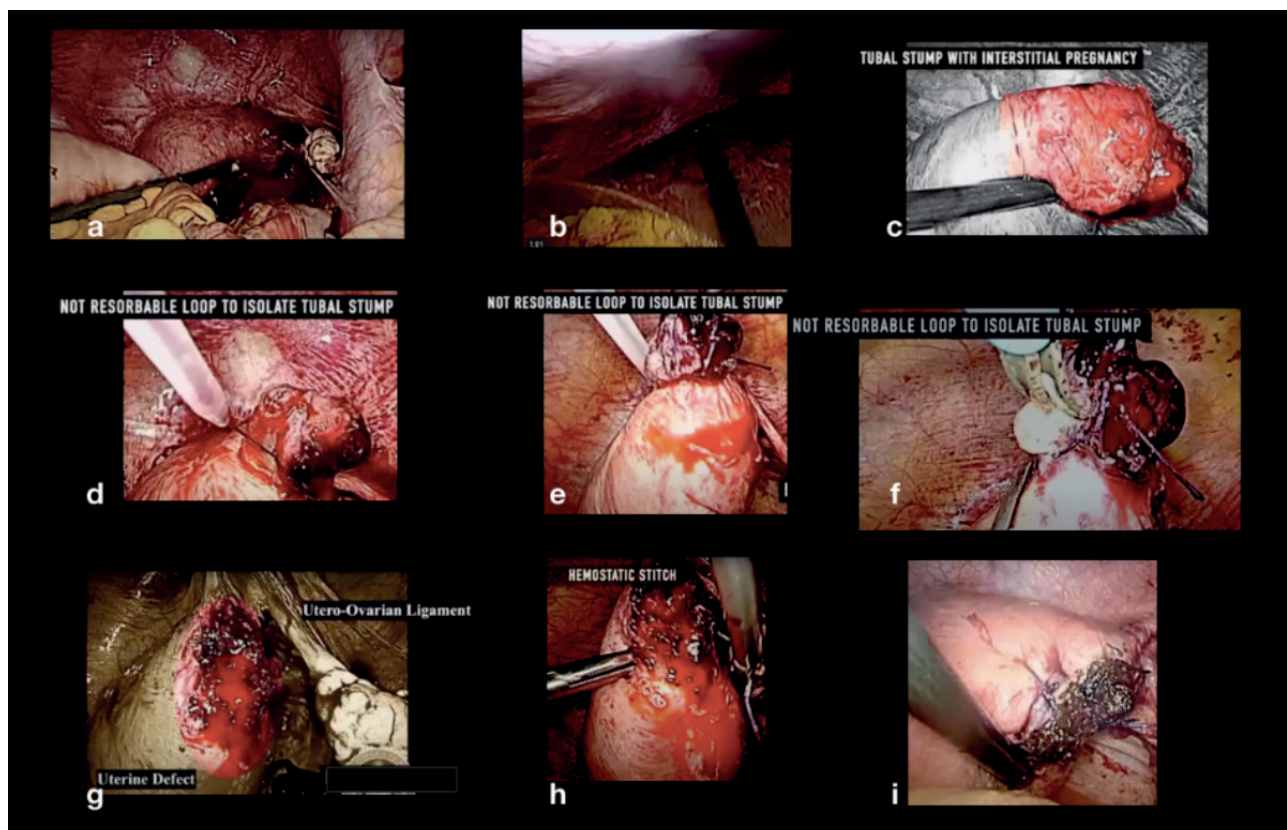 a
b
1.01
TUBAL STUMP WITH INTERSTITIAL PREGNANCY
c
NOT RESORBABLE LOOP TO ISOLATE TUBAL STUMP
d
NOT RESORBABLE LOOP TO ISOLATE TUBAL STUMP
e
NOT RESORBABLE LOOP TO ISOLATE TUBAL STUMP
f
Utero-Ovarian Ligament
Uterine Defect
g
HEMOSTATIC STITCH
h
i